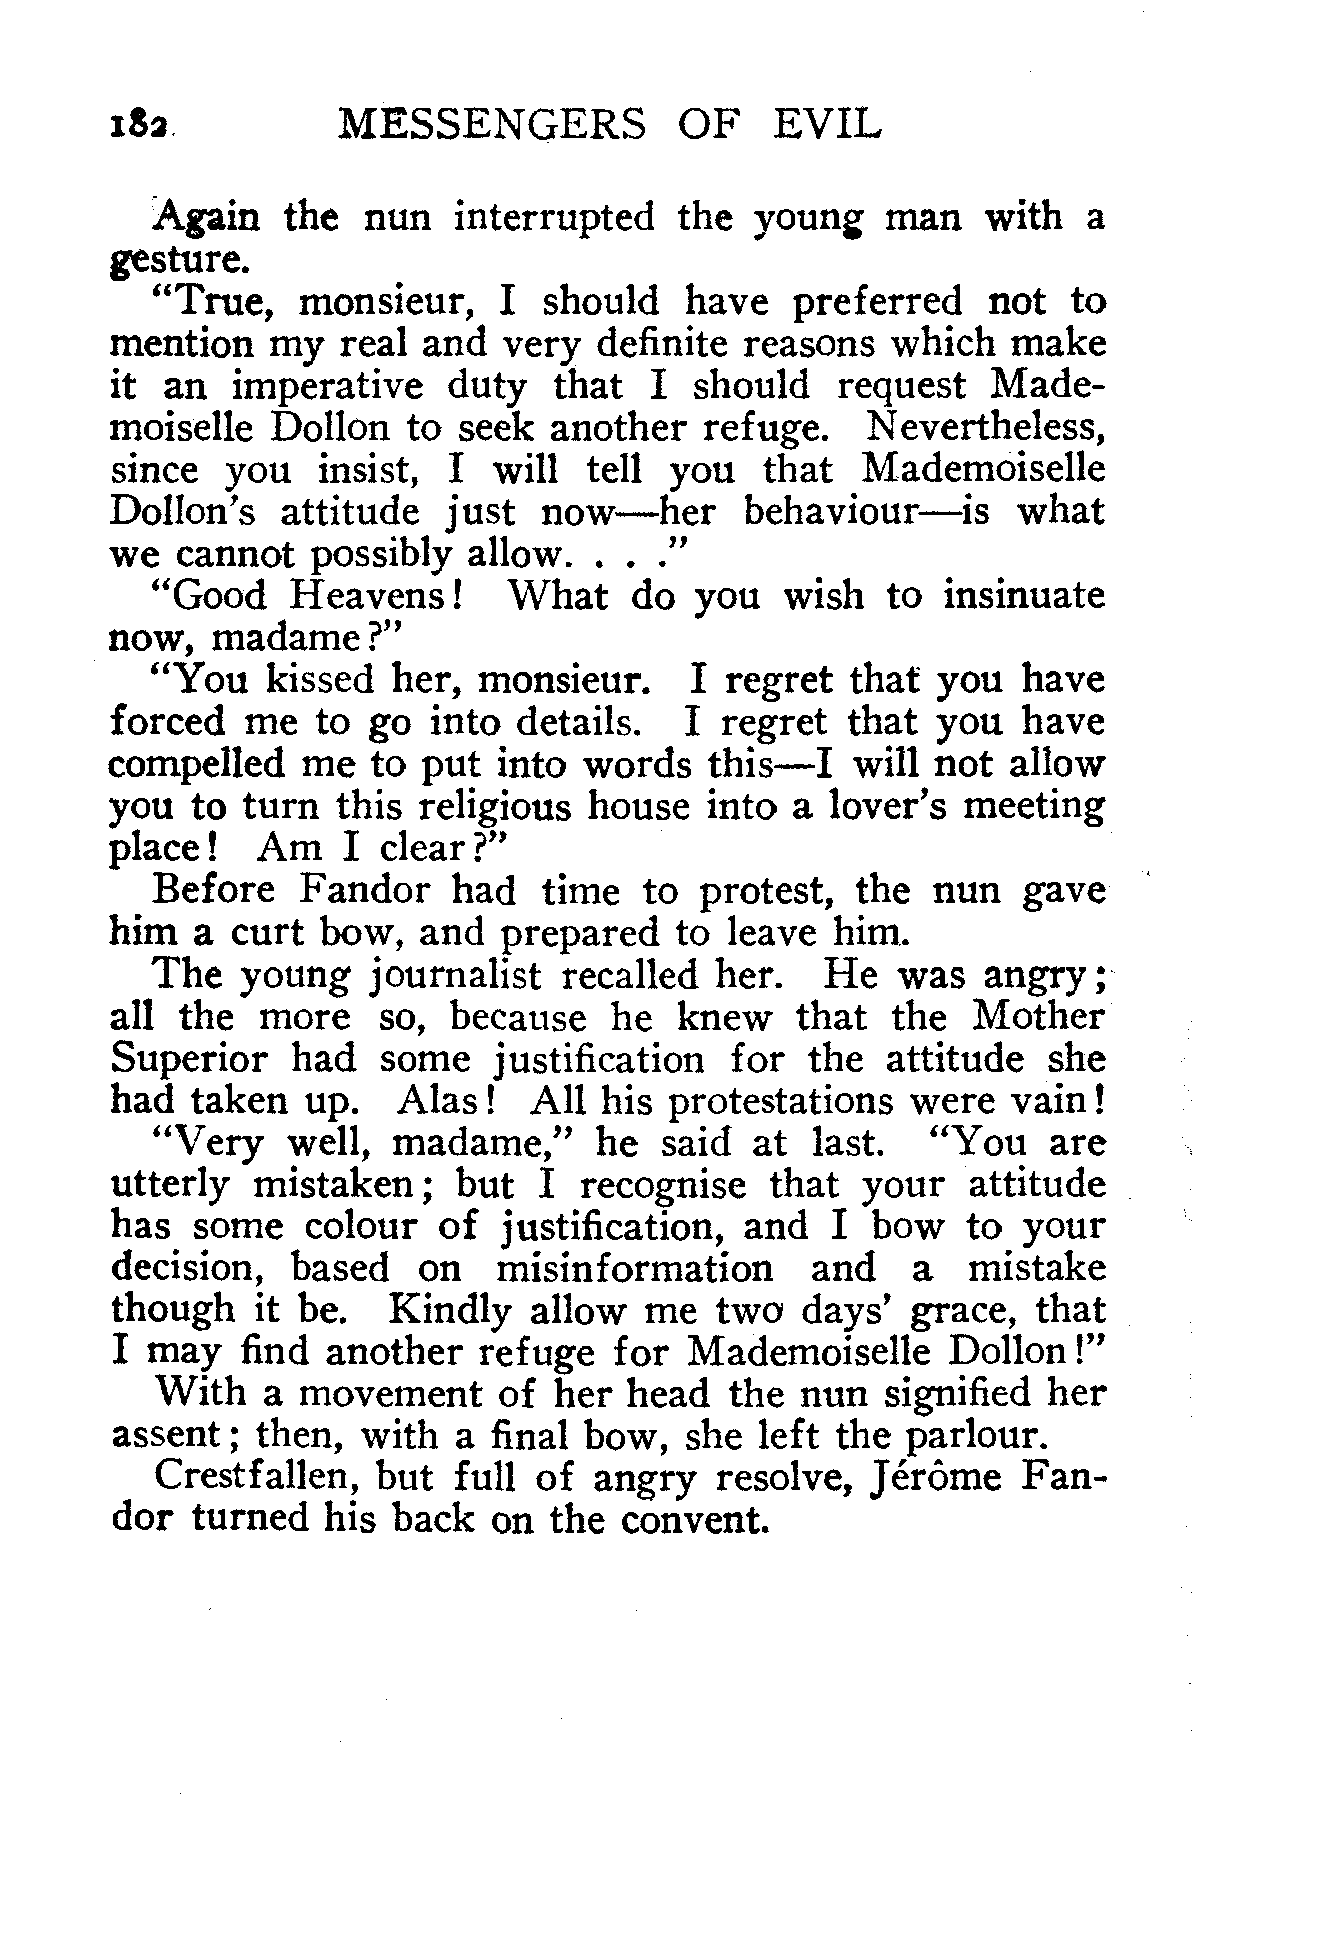 182 MESSENGERS OF EVIL
Again the nun interrupted the young man with a
gesture.
“True, monsieur, I should have preferred not to
mention my real and very definite reasons which make
it an imperative duty that I should request Made-
moiselle Dollon to seek another refuge. Nevertheless,
since you insist, I will tell you that Mademoiselle
Dollon’s attitude just now—her behaviour—is what
we cannot possibly allow. . . .”
“Good Heavens! What do you wish to insinuate
now, madame?”
“You kissed her, monsieur. I regret that you have
forced me to go into details. I regret that you have
compelled me to put into words this—I will not allow
you to turn this religious house into a lover’s meeting
place! Am I clear?”
Before Fandor had time to protest, the nun gave
him a curt bow, and prepared to leave him.
The young journalist recalled her. He was angry;
all the more so, because he knew that the Mother
Superior had some justification for the attitude she
had taken up. Alas! All his protestations were vain!
“Very well, madame,” he said at last. “You are
utterly mistaken; but I recognise that your attitude
has some colour of justification, and I bow to your
decision, based on misinformation and a mistake
though it be. Kindly allow me two days’ grace, that
I may find another refuge for Mademoiselle Dollon!”
With a movement of her head the nun signified her
assent; then, with a final bow, she left the parlour.
Crestfallen, but full of angry resolve, Jérôme Fan-
dor turned his back on the convent.